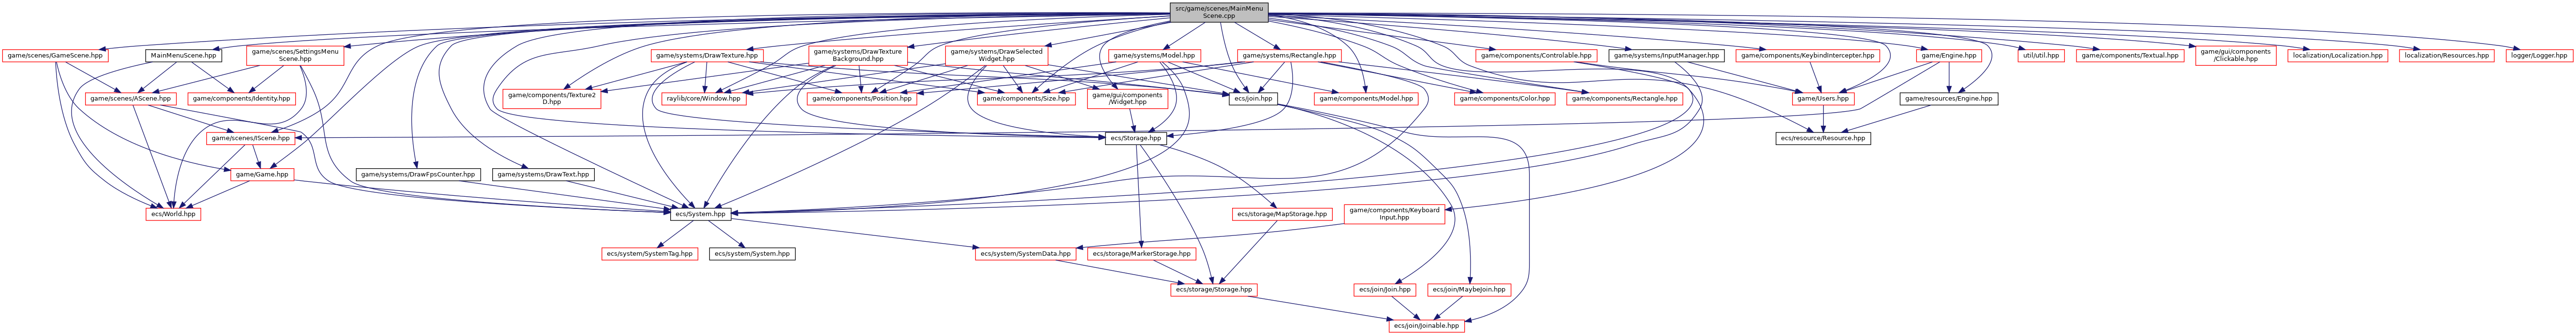 src/game/scenes/MainMenu
Scene.cpp
game/scenes/GameScene.hpp
MainMenuScene.hpp
game/scenes/SettingsMenu
Scene.hpp
game/systems/DrawTexture.hpp
game/systems/DrawTexture
Background.hpp
game/systems/DrawSelected
Widget.hpp
game/systems/Model.hpp
game/systems/Rectangle.hpp
game/components/Controlable.hpp
game/systems/InputManager.hpp
game/components/KeybindIntercepter.hpp
game/Engine.hpp
util/util.hpp
game/components/Textual.hpp
game/gui/components
/Clickable.hpp
localization/Localization.hpp
localization/Resources.hpp
logger/Logger.hpp
game/scenes/AScene.hpp
game/components/Identity.hpp
game/components/Texture2
D.hpp
raylib/core/Window.hpp
game/components/Position.hpp
game/components/Size.hpp
game/gui/components
/Widget.hpp
ecs/Join.hpp
game/components/Model.hpp
game/components/Color.hpp
game/components/Rectangle.hpp
game/Users.hpp
game/resources/Engine.hpp
game/scenes/IScene.hpp
ecs/Storage.hpp
ecs/resource/Resource.hpp
game/Game.hpp
game/systems/DrawFpsCounter.hpp
game/systems/DrawText.hpp
ecs/World.hpp
ecs/System.hpp
ecs/storage/MapStorage.hpp
game/components/Keyboard
Input.hpp
ecs/system/SystemTag.hpp
ecs/system/System.hpp
ecs/system/SystemData.hpp
ecs/storage/MarkerStorage.hpp
ecs/storage/Storage.hpp
ecs/join/Join.hpp
ecs/join/MaybeJoin.hpp
ecs/join/Joinable.hpp